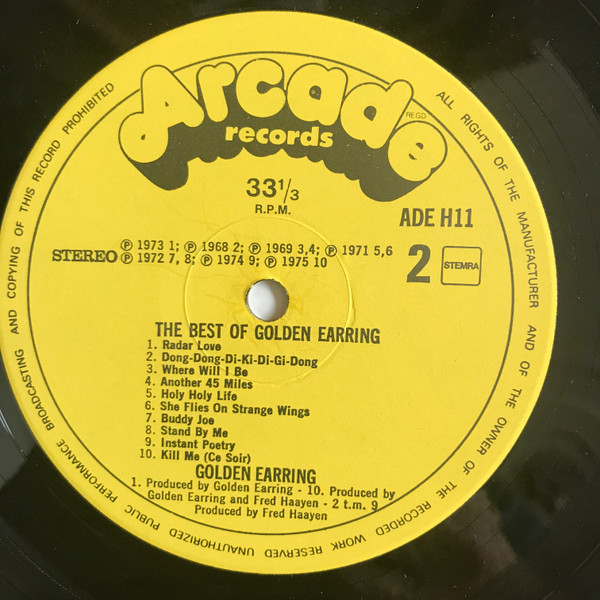 Arcade
REGD
records
33 1/3
R.P.M.
ADE H11
STEREO
℗ 1973 1; ℗ 1968 2; ℗ 1969 3,4; ℗ 1971 5,6
℗ 1972 7, 8; ℗ 1974 9; ℗ 1975 10
2
STEMRA
THE BEST OF GOLDEN EARRING
1. Radar Love
2. Dong-Dong-Di-Ki-Di-Gi-Dong
3. Where Will I Be
4. Another 45 Miles
5. Holy Holy Life
6. She Flies On Strange Wings
7. Buddy Joe
8. Stand By Me
9. Instant Poetry
10. Kill Me (Ce Soir)
GOLDEN EARRING
1. Produced by Golden Earring - 10. Produced by
Golden Earring and Fred Haayen - 2 t.m. 9
Produced by Fred Haayen
ALL RIGHTS OF THE MANUFACTURER AND OF THE OWNER OF THE RECORDED WORK RESERVED UNAUTHORIZED PUBLIC PERFORMANCE BROADCASTING AND COPYING OF THIS RECORD PROHIBITED